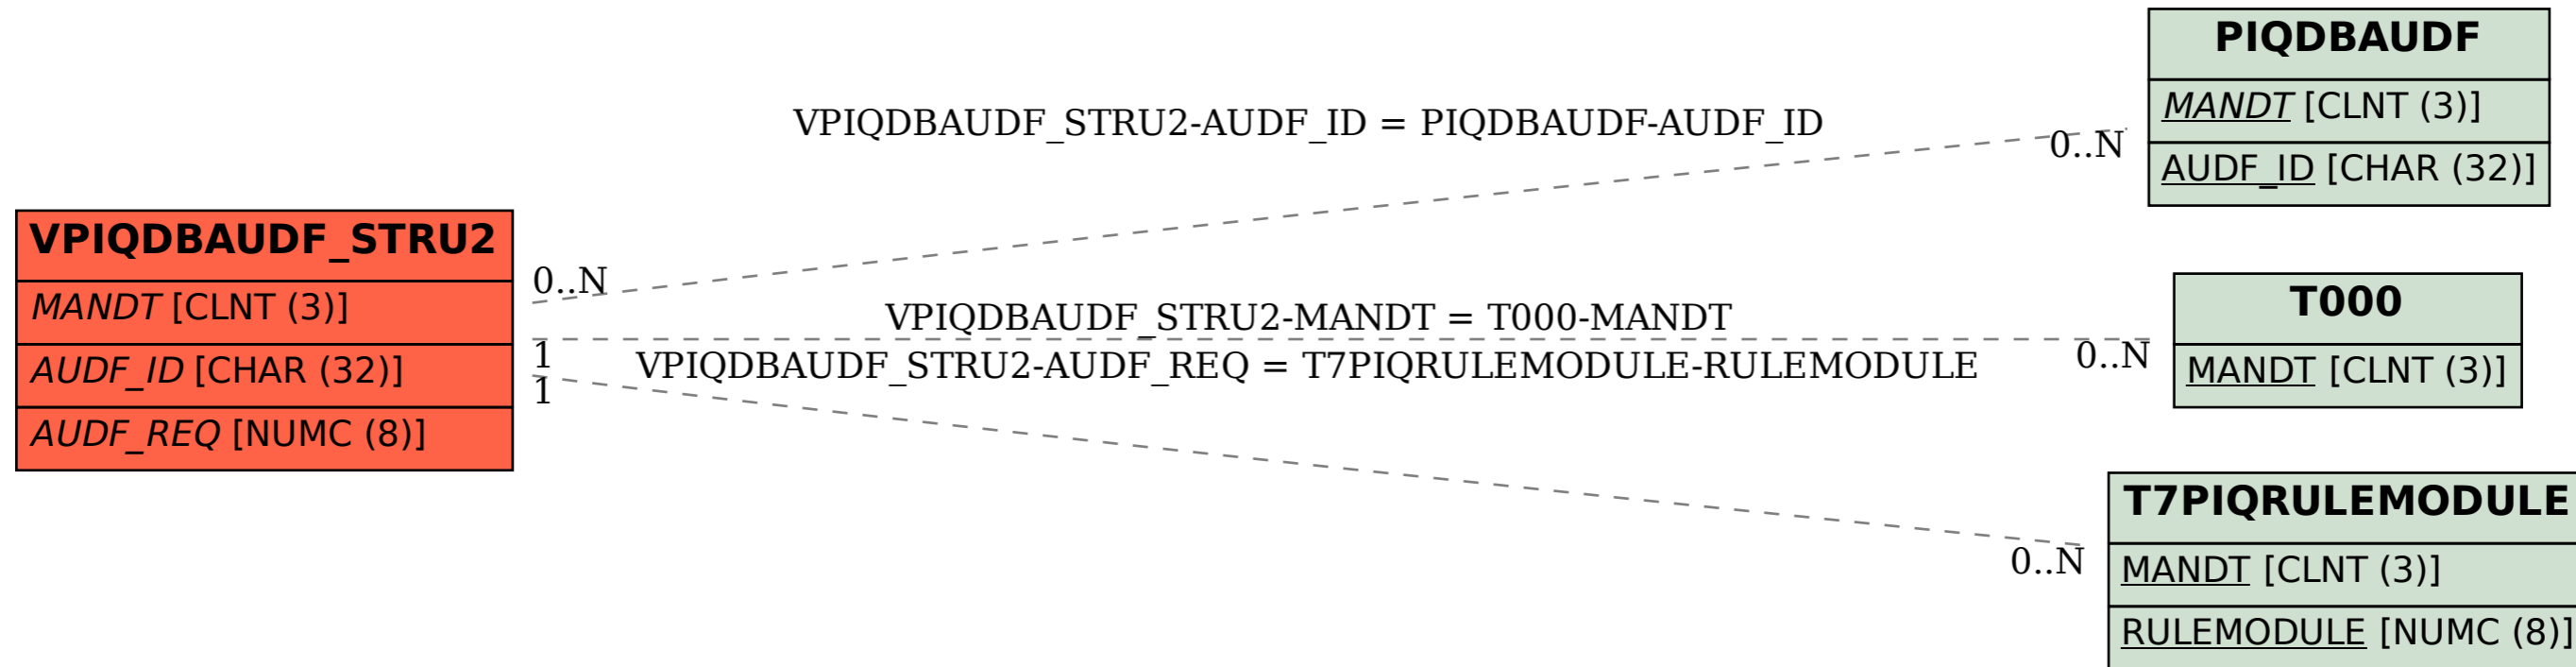 PIQDBAUDF
MANDT [CLNT (3)]
AUDF_ID [CHAR (32)]
VPIQDBAUDF_STRU2-AUDF_ID = PIQDBAUDF-AUDF_ID
0..N
VPIQDBAUDF_STRU2
MANDT [CLNT (3)]
AUDF_ID [CHAR (32)]
AUDF_REQ [NUMC (8)]
0..N
VPIQDBAUDF_STRU2-MANDT = T000-MANDT
1
0..N
T000
MANDT [CLNT (3)]
VPIQDBAUDF_STRU2-AUDF_REQ = T7PIQRULEMODULE-RULEMODULE
1
0..N
T7PIQRULEMODULE
MANDT [CLNT (3)]
RULEMODULE [NUMC (8)]